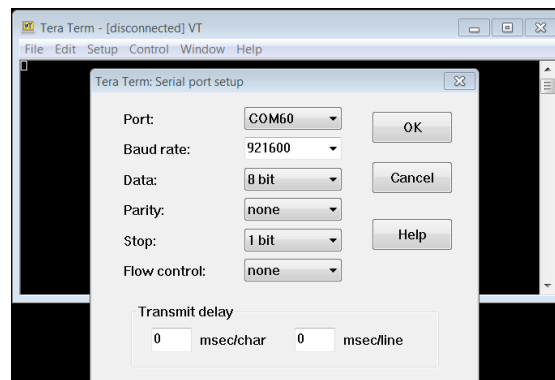 VT Tera Term - [disconnected] VT
File Edit Setup Control Window Help
Tera Term: Serial port setup
Port: COM60 OK
Baud rate: 921600
Data: 8 bit Cancel
Parity: none
Stop: 1 bit Help
Flow control: none
Transmit delay
0 msec/char 0 msec/line